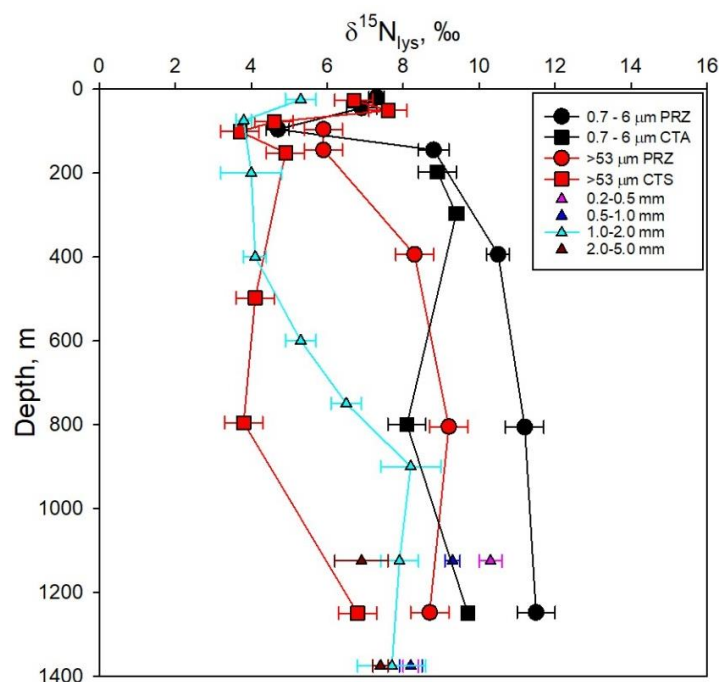 δ¹⁵N_lys, ‰
0 2 4 6 8 10 12 14 16
0
200
400
600
800
1000
1200
1400
Depth, m
0.7 - 6 μm PRZ
0.7 - 6 μm CTA
>53 μm PRZ
>53 μm CTS
0.2-0.5 mm
0.5-1.0 mm
1.0-2.0 mm
2.0-5.0 mm